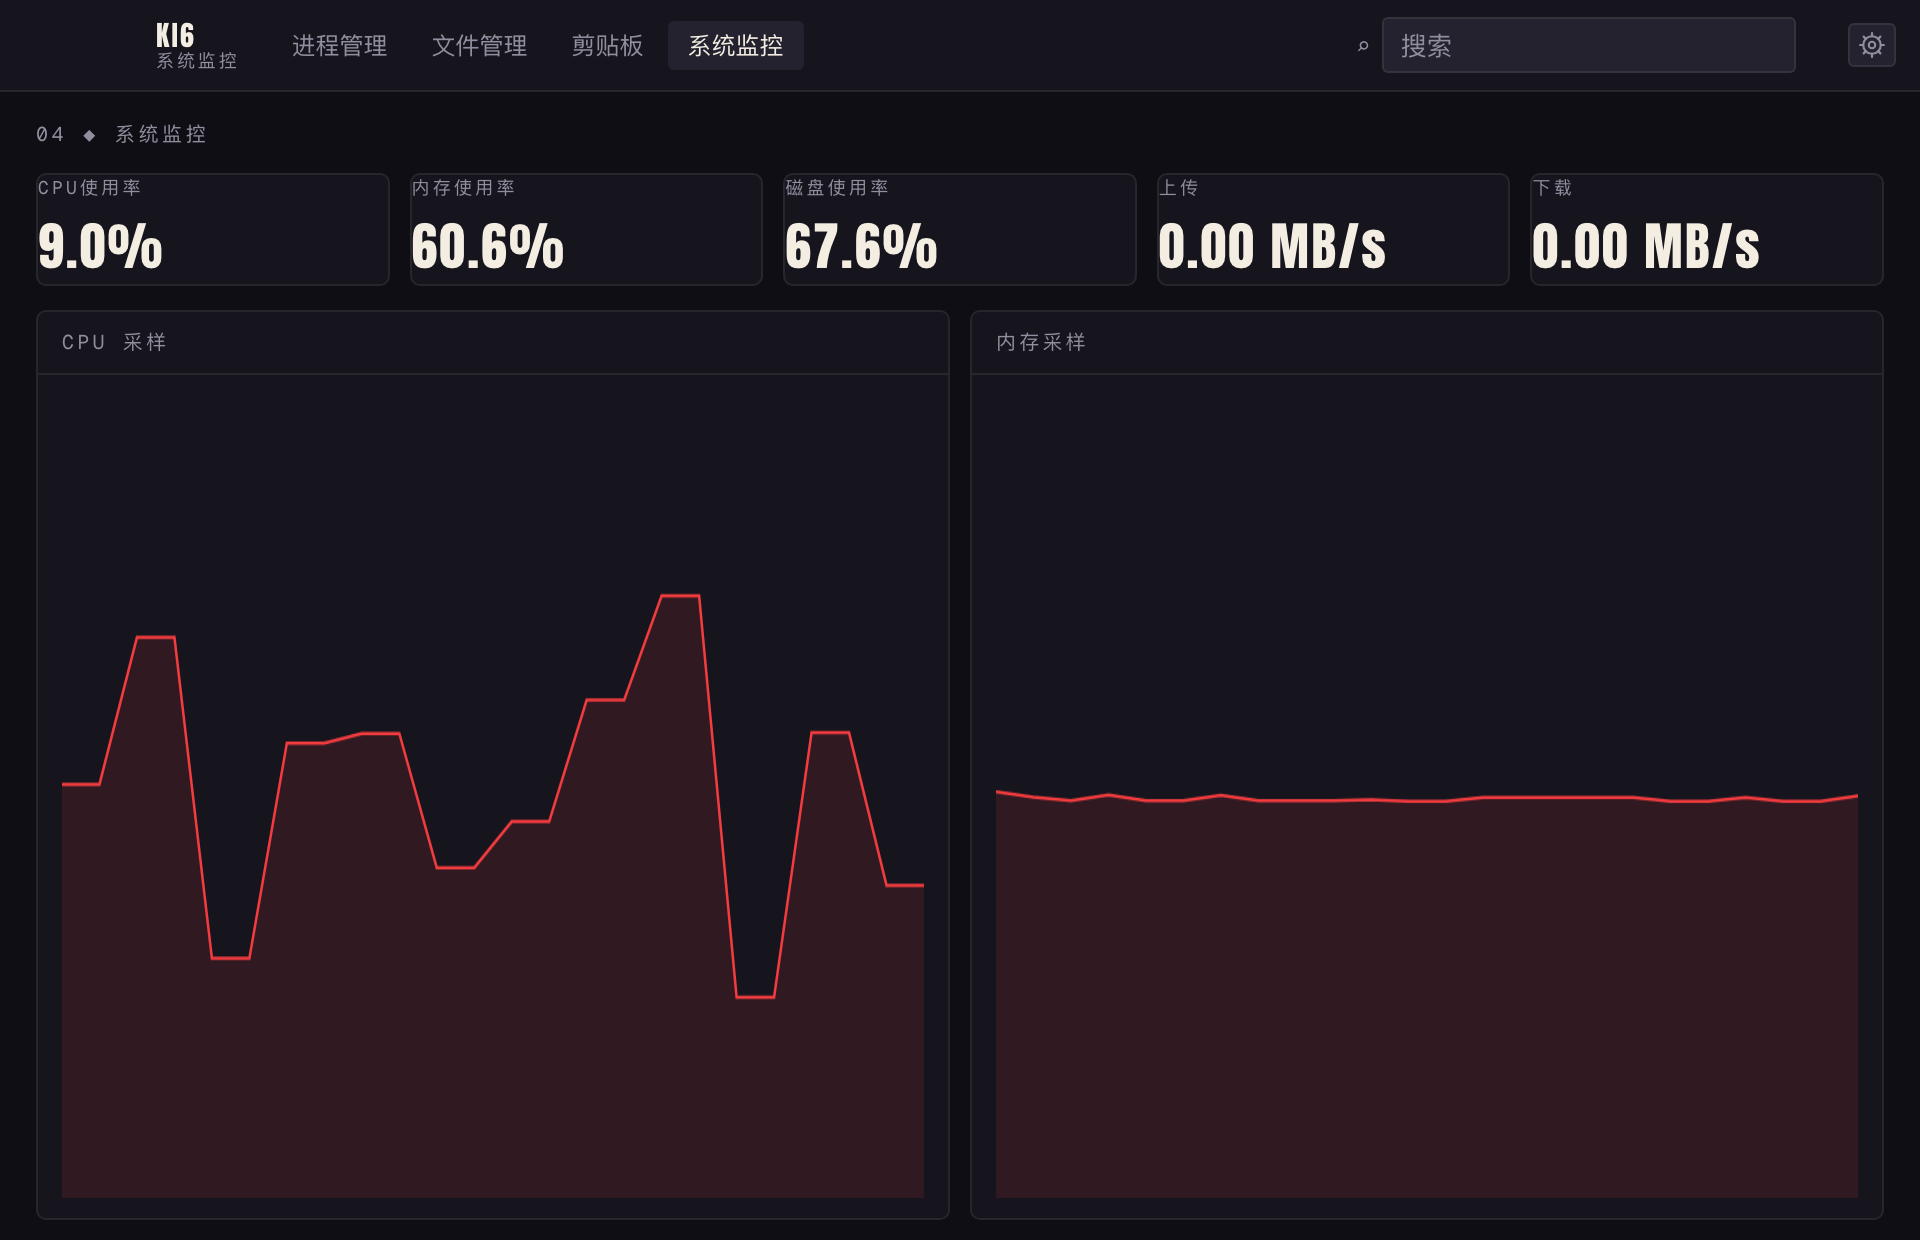 KI6
系统监控
进程管理
文件管理
剪贴板
系统监控
搜索
04 ◆ 系统监控
CPU使用率
9.0%
内存使用率
60.6%
磁盘使用率
67.6%
上传
0.00 MB/s
下载
0.00 MB/s
CPU 采样
内存采样